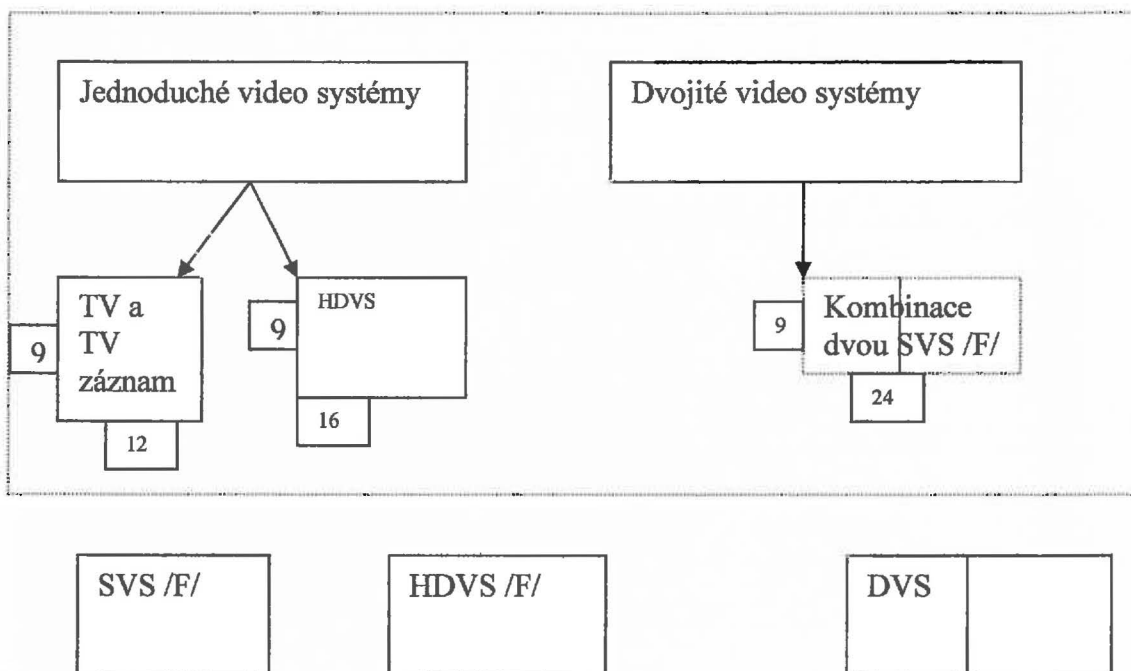 Jednoduché video systémy
Dvojité video systémy
TV a
TV
záznam
9
12
HDVS
9
16
Kombinace
dvou SVS /F/
9
24
SVS /F/
HDVS /F/
DVS